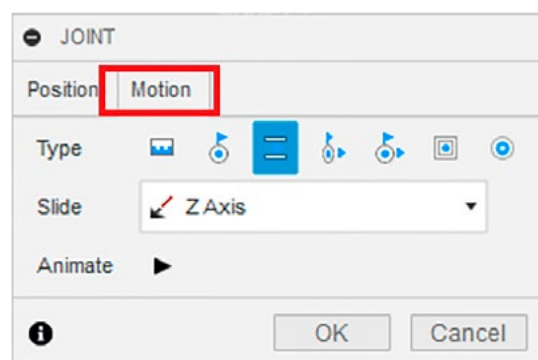 JOINT
Position Motion
Type
Slide Z Axis
Animate
OK Cancel